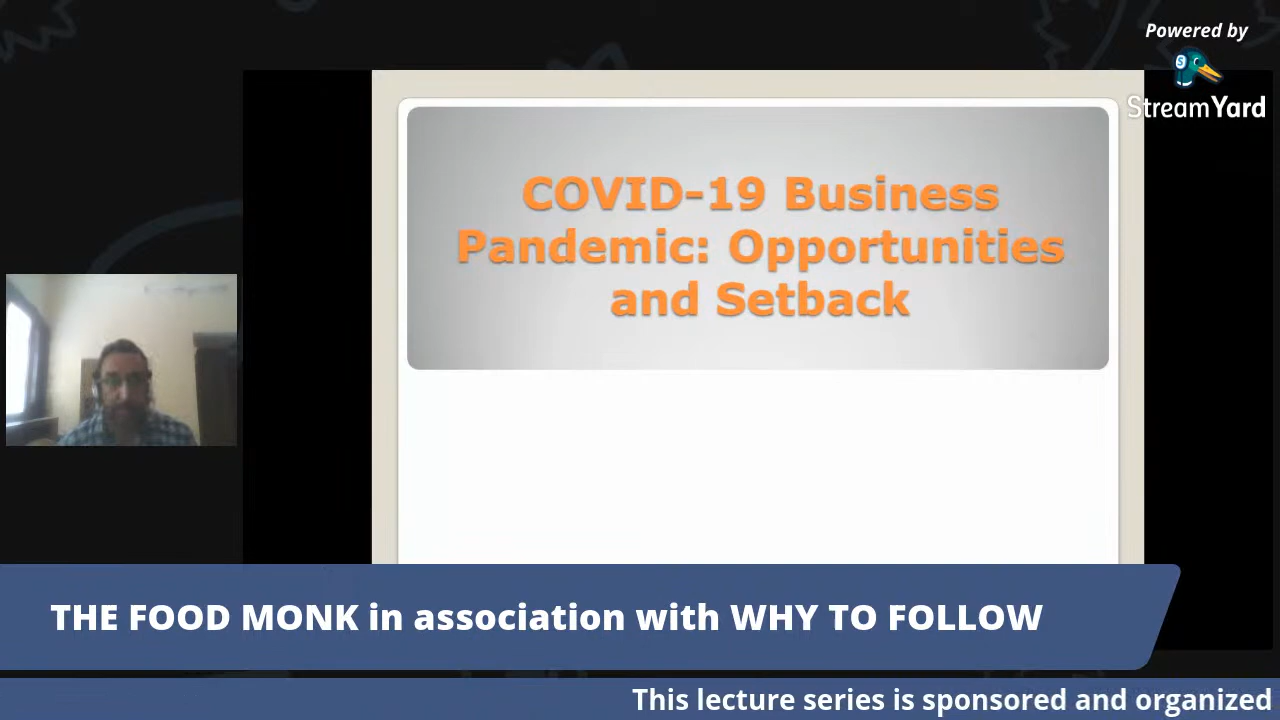 Powered by
StreamYard
COVID-19 Business
Pandemic: Opportunities
and Setback
THE FOOD MONK in association with WHY TO FOLLOW
This lecture series is sponsored and organized